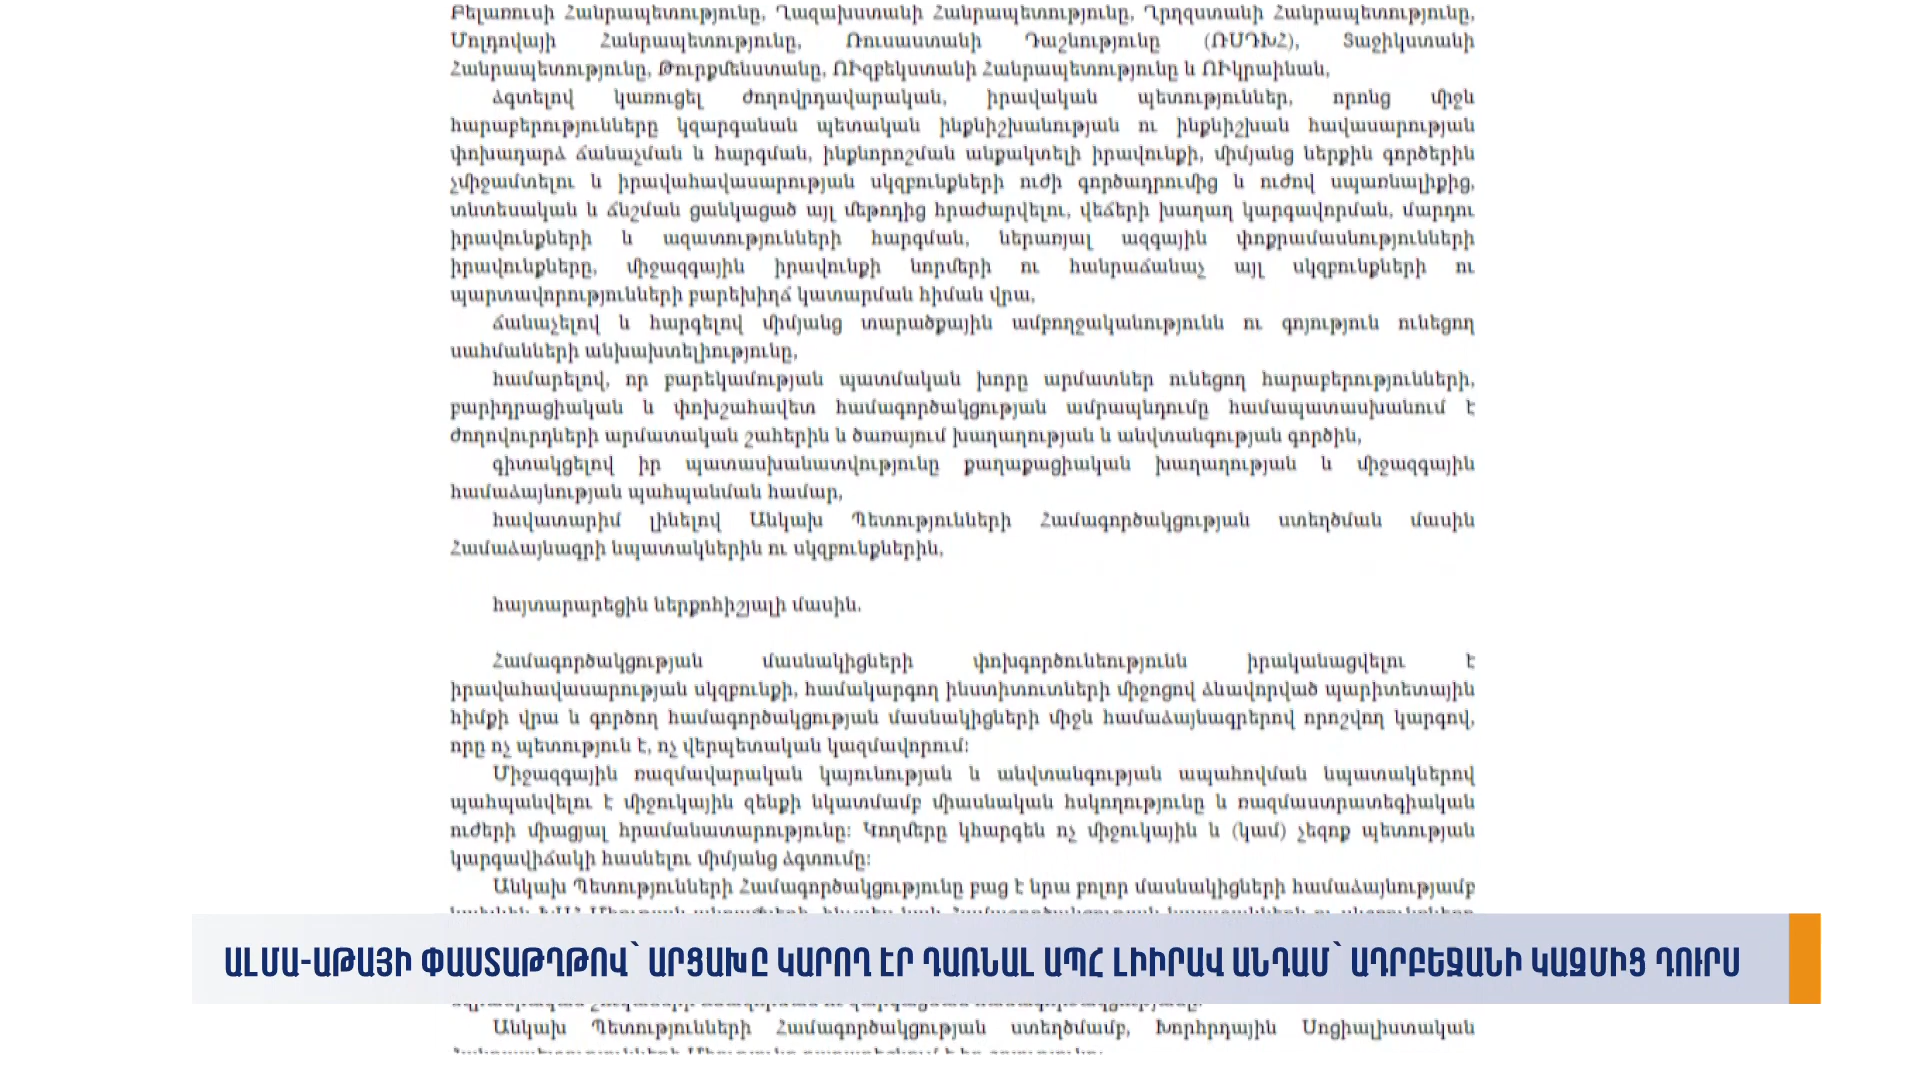 Բելառուսի Հանրապետությունը, Ղազախստանի Հանրապետությունը, Ղրղզստանի Հանրապետությունը,
Մոլդովայի Հանրապետությունը, Ռուսաստանի Դաշնությունը (ՌՍԴԽՀ), Տաջիկստանի
Հանրապետությունը, Թուրքմենստանը, ՈՒզբեկստանի Հանրապետությունը և ՈՒկրաինան,
ձգտելով կառուցել ժողովրդավարական, իրավական պետություններ, որոնց միջև
հարաբերությունները կզարգանան պետական ինքնիշխանության ու ինքնիշխան հավասարության
փոխադարձ ճանաչման և հարգման, ինքնորոշման անքակտելի իրավունքի, միմյանց ներքին գործերին
չմիջամտելու և իրավահավասարության սկզբունքների ուժի գործադրումից և ուժով սպառնալիքից,
տնտեսական և ճնշման ցանկացած այլ մեթոդից հրաժարվելու, վեճերի խաղաղ կարգավորման, մարդու
իրավունքների և ազատությունների հարգման, ներառյալ ազգային փոքրամասնությունների
իրավունքները, միջազգային իրավունքի նորմերի ու հանրաճանաչ այլ սկզբունքների ու
պարտավորությունների բարեխիղճ կատարման հիման վրա,
ճանաչելով և հարգելով միմյանց տարածքային ամբողջականությունն ու գոյություն ունեցող
սահմանների անխախտելիությունը,
համարելով, որ բարեկամության պատմական խորը արմատներ ունեցող հարաբերությունների,
բարիդրացիական և փոխշահավետ համագործակցության ամրապնդումը համապատասխանում է
ժողովուրդների արմատական շահերին և ծառայում խաղաղության և անվտանգության գործին,
գիտակցելով իր պատասխանատվությունը քաղաքացիական խաղաղության և միջազգային
համաձայնության պահպանման համար,
հավատարիմ լինելով Անկախ Պետությունների Համագործակցության ստեղծման մասին
Համաձայնագրի նպատակներին ու սկզբունքներին,
հայտարարեցին ներքոհիշյալի մասին.
Համագործակցության մասնակիցների փոխգործունեությունն իրականացվելու է
իրավահավասարության սկզբունքի, համակարգող ինստիտուտների միջոցով ձևավորված պարիտետային
հիմքի վրա և գործող համագործակցության մասնակիցների միջև համաձայնագրերով որոշվող կարգով,
որը ոչ պետություն է, ոչ վերպետական կազմավորում:
Միջազգային ռազմավարական կայունության և անվտանգության ապահովման նպատակներով
պահպանվելու է միջուկային զենքի նկատմամբ միասնական հսկողությունը և ռազմաստրատեգիական
ուժերի միացյալ հրամանատարությունը: Կողմերը կհարգեն ոչ միջուկային և (կամ) չեզոք պետության
կարգավիճակի հասնելու միմյանց ձգտումը:
Անկախ Պետությունների Համագործակցությունը բաց է նրա բոլոր մասնակիցների համաձայնությամբ
ԱԼՄԱ-ԱԹԱՅԻ ՓԱՍՏԱԹՂԹՈՎ՝ ԱՐՑԱԽԸ ԿԱՐՈՂ ԷՐ ԴԱՌՆԱԼ ԱՊՀ ԼԻԻՐԱՎ ԱՆԴԱՄ՝ ԱԴՐԲԵՋԱՆԻ ԿԱԶՄԻՑ ԴՈՒՐՍ
Անկախ Պետությունների Համագործակցության ստեղծմամբ, Խորհրդային Սոցիալիստական